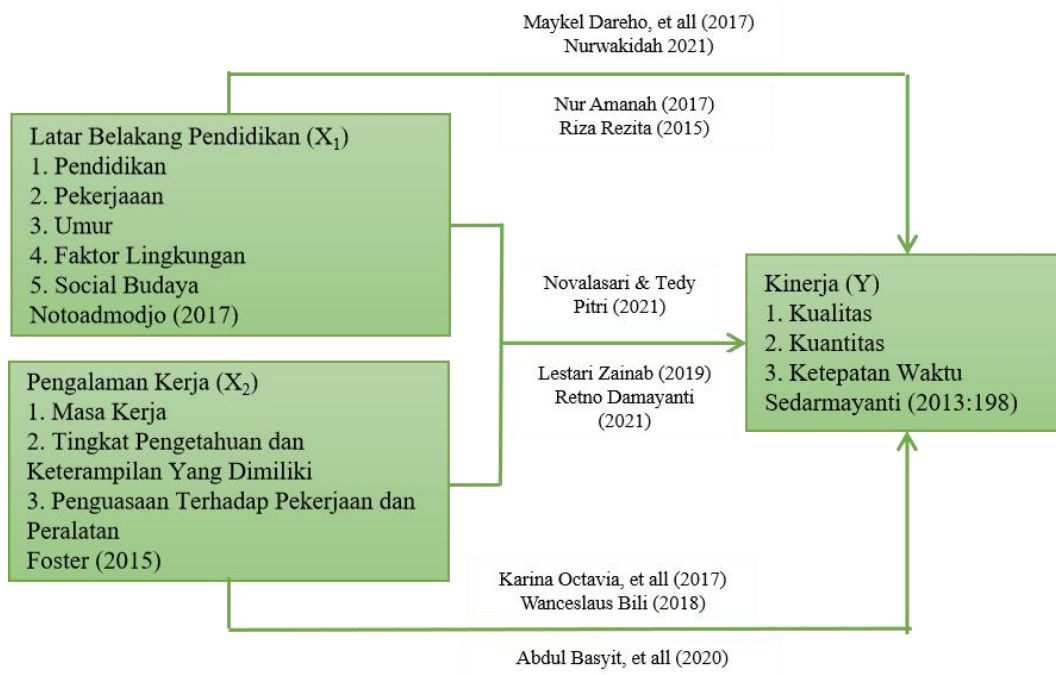 Maykel Dareho, et all (2017)
Nurwakidah 2021)
Nur Amanah (2017)
Riza Rezita (2015)
Latar Belakang Pendidikan (X₁)
1. Pendidikan
2. Pekerjaaan
3. Umur
4. Faktor Lingkungan
5. Social Budaya
Notoadmodjo (2017)
Novalasari & Tedy
Pitri (2021)
Kinerja (Y)
1. Kualitas
2. Kuantitas
3. Ketepatan Waktu
Sedarmayanti (2013:198)
Lestari Zainab (2019)
Retno Damayanti
(2021)
Pengalaman Kerja (X₂)
1. Masa Kerja
2. Tingkat Pengetahuan dan
Keterampilan Yang Dimiliki
3. Penguasaan Terhadap Pekerjaan dan
Peralatan
Foster (2015)
Karina Octavia, et all (2017)
Wanceslaus Bili (2018)
Abdul Basyit, et all (2020)